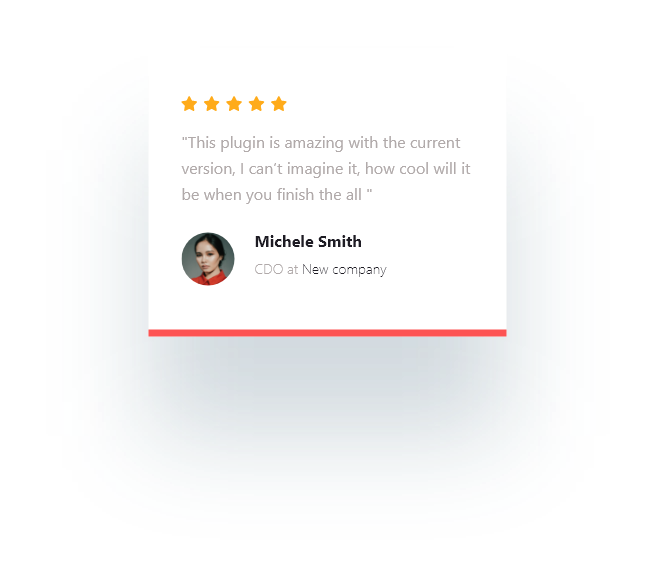 "This plugin is amazing with the current
version, I can't imagine it, how cool will it
be when you finish the all "
Michele Smith
CDO at New company